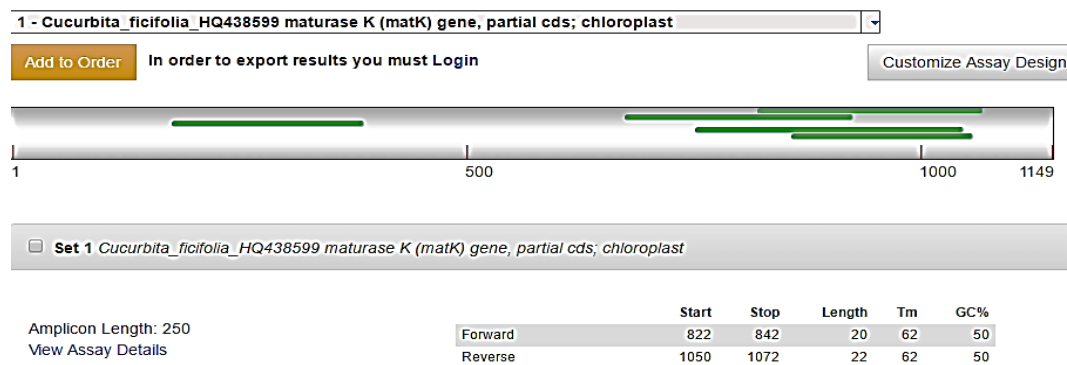 1 - Cucurbita_ficifolia_HQ438599 maturase K (matK) gene, partial cds; chloroplast
Add to Order In order to export results you must Login Customize Assay Design
1 500 1000 1149
Set 1 Cucurbita_ficifolia_HQ438599 maturase K (matK) gene, partial cds; chloroplast
Start Stop Length Tm GC%
Amplicon Length: 250
Forward 822 842 20 62 50
View Assay Details
Reverse 1050 1072 22 62 50